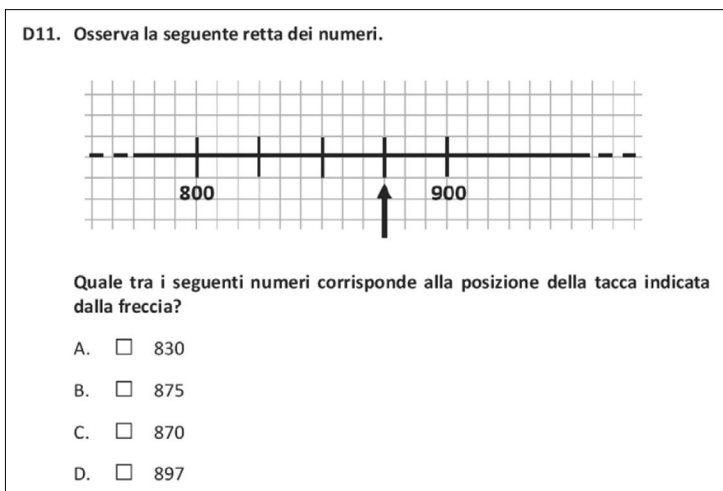 D11. Osserva la seguente retta dei numeri.
800 900
Quale tra i seguenti numeri corrisponde alla posizione della tacca indicata
dalla freccia?
A. ☐ 830
B. ☐ 875
C. ☐ 870
D. ☐ 897